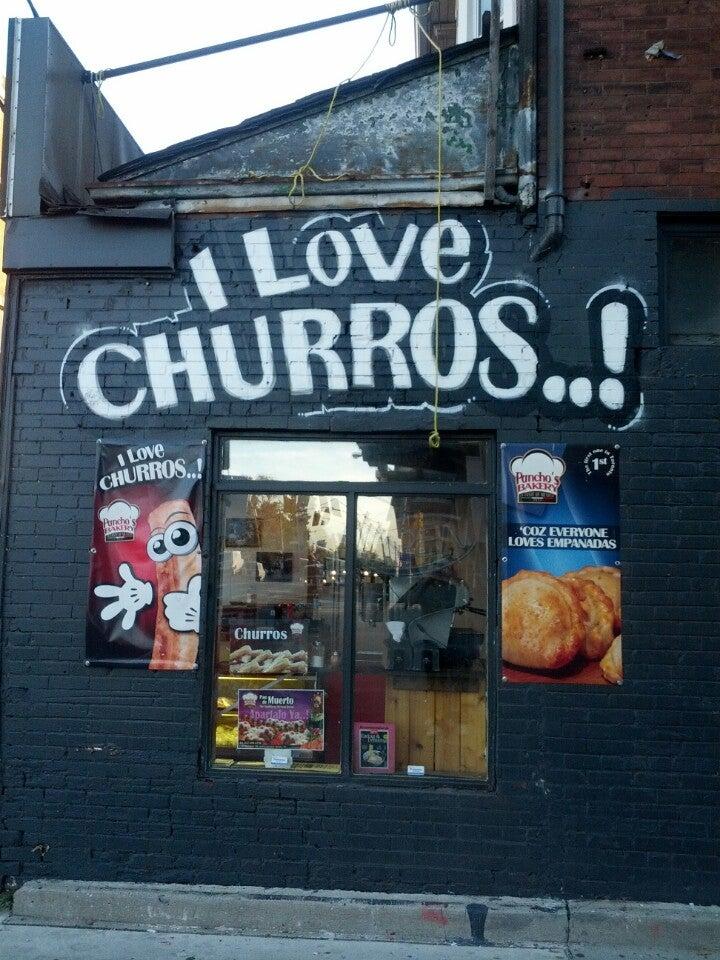 I Love
CHURROS...!
I Love
CHURROS..!
Pancho's
BAKERY
Pancho's
BAKERY
1st
'COZ EVERYONE
LOVES EMPANADAS
Churros
Pan
de Muerto
Apartalo Ya..!